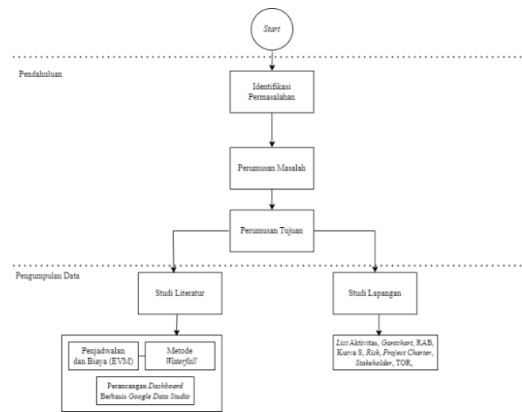 Start
Pendahuluan
Identifikasi
Permasalahan
Perumusan Masalah
Perumusan Tujuan
Pengumpulan Data
Studi Literatur
Studi Lapangan
Penjadwalan
dan Biaya (EVM)
Metode
Waterfall
Perancangan Dashboard
Berbasis Google Data Studio
List Aktivitas, Gantchart, RAB,
Kurva S, Risk, Project Charter,
Stakeholder, TOR,